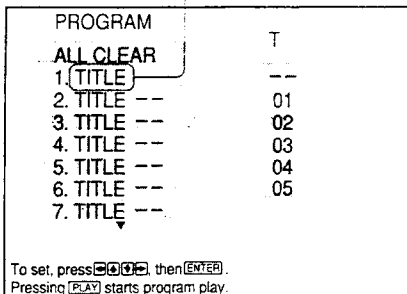 PROGRAM
T
ALL CLEAR
1. TITLE – –
2. TITLE – – 01
3. TITLE – – 02
4. TITLE – – 03
5. TITLE – – 04
6. TITLE – – 05
7. TITLE – –
To set, press ←↑↓→, then ENTER.
Pressing PLAY starts program play.